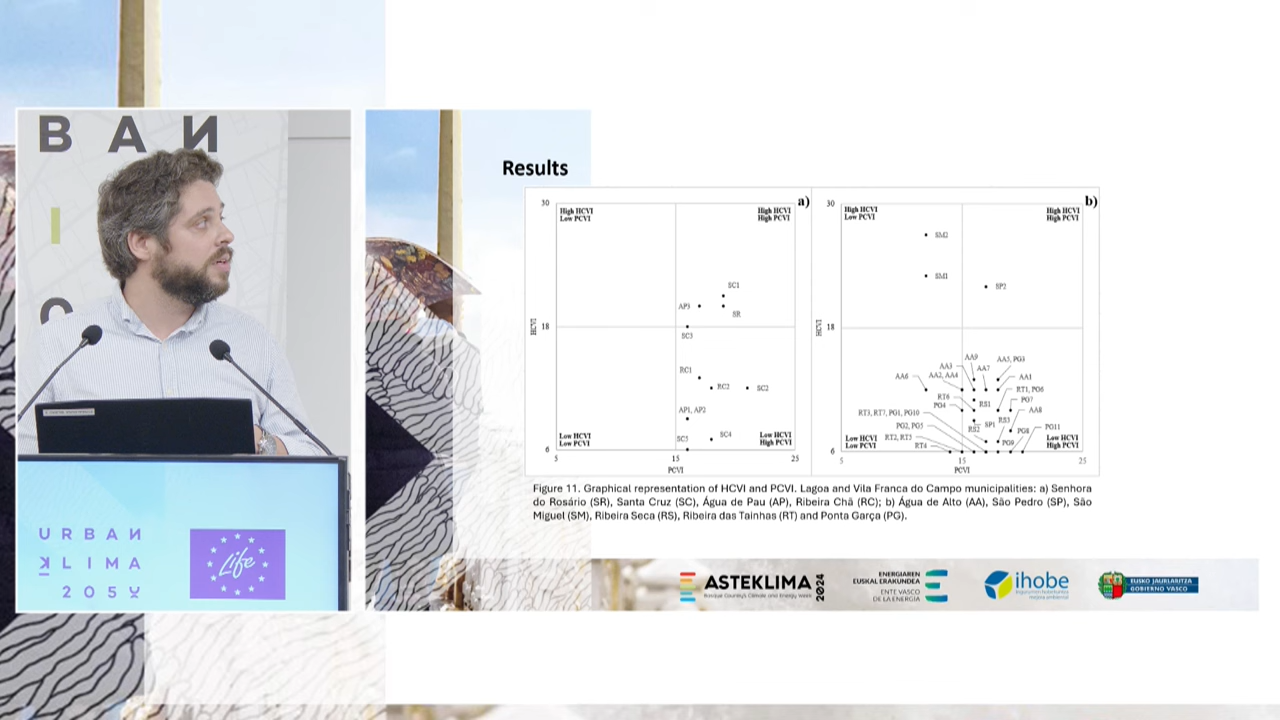 BAN
I
URBAN
KLIMA
2050
Life
Results
a)
30
High HCVI
Low PCVI
High HCVI
High PCVI
SC1
AP3
SR
HCVI
18
SC3
RC1
RC2
SC2
AP1, AP2
SC5
SC4
Low HCVI
Low PCVI
Low HCVI
High PCVI
6
5
15
25
PCVI
b)
30
High HCVI
Low PCVI
High HCVI
High PCVI
SM2
SM1
SP2
HCVI
18
AA9
AA5, PG3
AA3
AA7
AA6
AA2, AA4
AA1
RT6
RT1, PG6
PG4
RS1
PG7
RT3, RT7, PG1, PG10
AA8
PG2, PG5
RS2
SP1
RS3
PG8
PG11
RT2, RT5
RT4
PG9
Low HCVI
Low PCVI
Low HCVI
High PCVI
6
5
15
25
PCVI
Figure 11. Graphical representation of HCVI and PCVI. Lagoa and Vila Franca do Campo municipalities: a) Senhora
do Rosário (SR), Santa Cruz (SC), Água de Pau (AP), Ribeira Chã (RC); b) Água de Alto (AA), São Pedro (SP), São
Miguel (SM), Ribeira Seca (RS), Ribeira das Tainhas (RT) and Ponta Garça (PG).
ASTEKLIMA 2024
Basque Country's Climate and Energy Week
ENERGIAREN
EUSKAL ERAKUNDEA
ENTE VASCO
DE LA ENERGÍA
ihobe
EUSKO JAURLARITZA
GOBIERNO VASCO